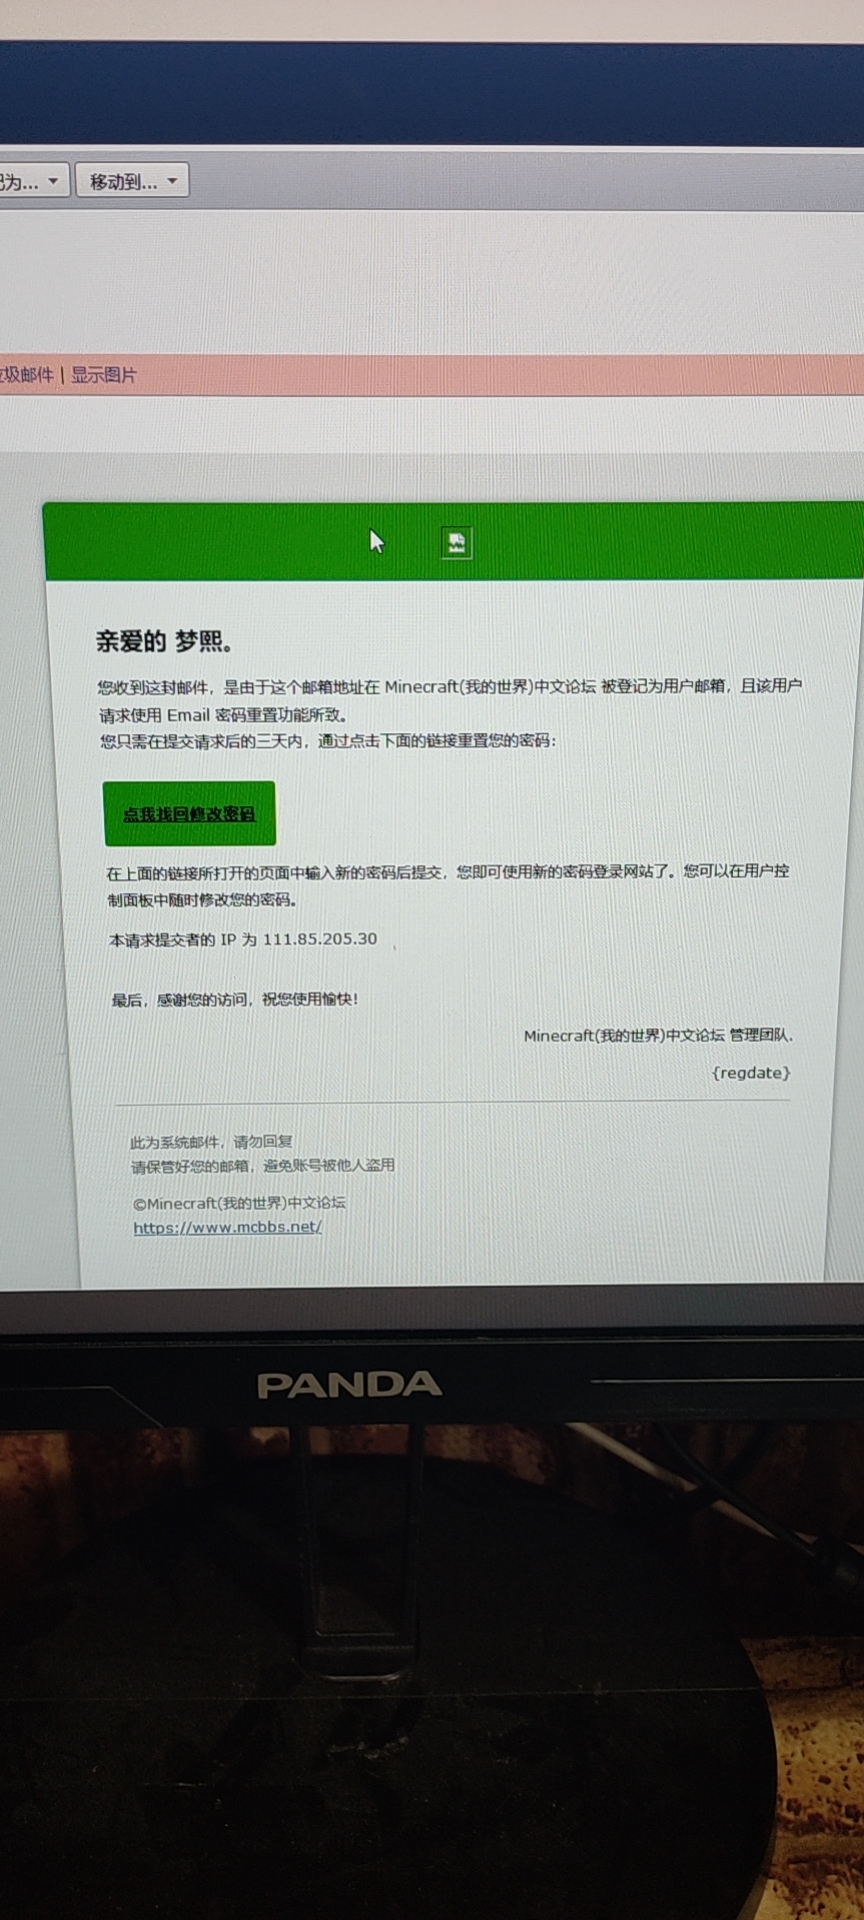 移动到...
圾邮件 | 显示图片
亲爱的 梦熙。
您收到这封邮件，是由于这个邮箱地址在 Minecraft(我的世界)中文论坛 被登记为用户邮箱，且该用户
请求使用 Email 密码重置功能所致。
您只需在提交请求后的三天内，通过点击下面的链接重置您的密码：
点我找回修改密码
在上面的链接所打开的页面中输入新的密码后提交，您即可使用新的密码登录网站了。您可以在用户控
制面板中随时修改您的密码。
本请求提交者的 IP 为 111.85.205.30
最后，感谢您的访问，祝您使用愉快！
Minecraft(我的世界)中文论坛 管理团队.
{regdate}
此为系统邮件，请勿回复
请保管好您的邮箱，避免账号被他人盗用
©Minecraft(我的世界)中文论坛
https://www.mcbbs.net/
PANDA